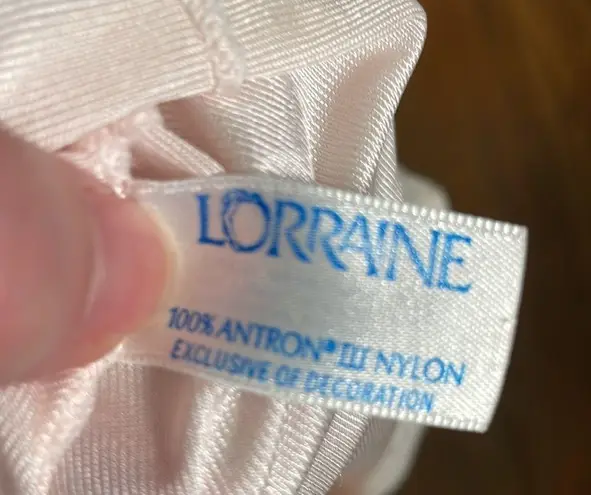 LORRAINE
100% ANTRON® III NYLON
EXCLUSIVE OF DECORATION